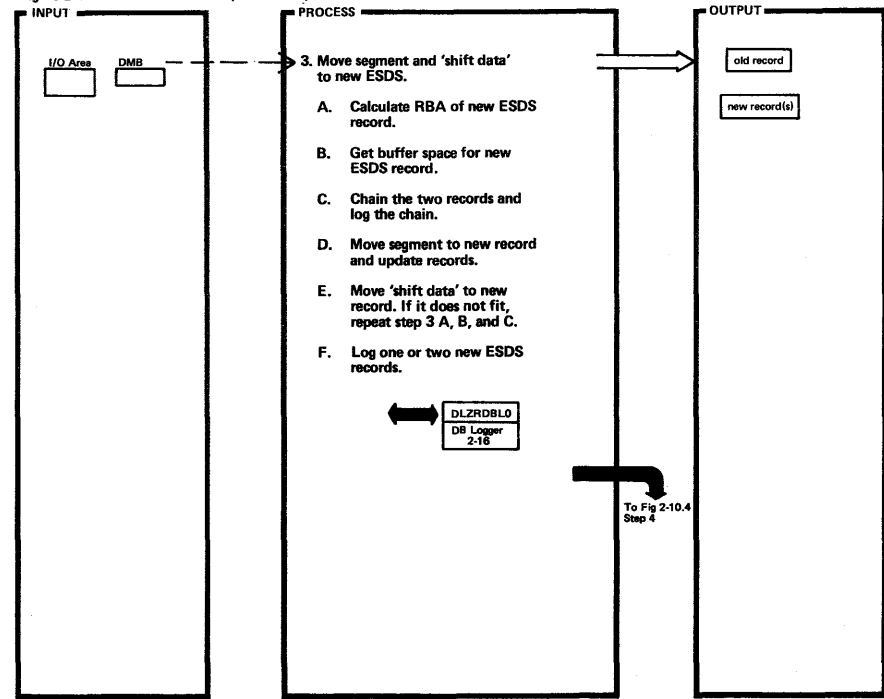 INPUT
I/O Area
DMB
PROCESS
3. Move segment and 'shift data'
to new ESDS.
A. Calculate RBA of new ESDS
record.
B. Get buffer space for new
ESDS record.
C. Chain the two records and
log the chain.
D. Move segment to new record
and update records.
E. Move 'shift data' to new
record. If it does not fit,
repeat step 3 A, B, and C.
F. Log one or two new ESDS
records.
DLZRDBL0
DB Logger
2-16
To Fig 2-10.4
Step 4
OUTPUT
old record
new record(s)